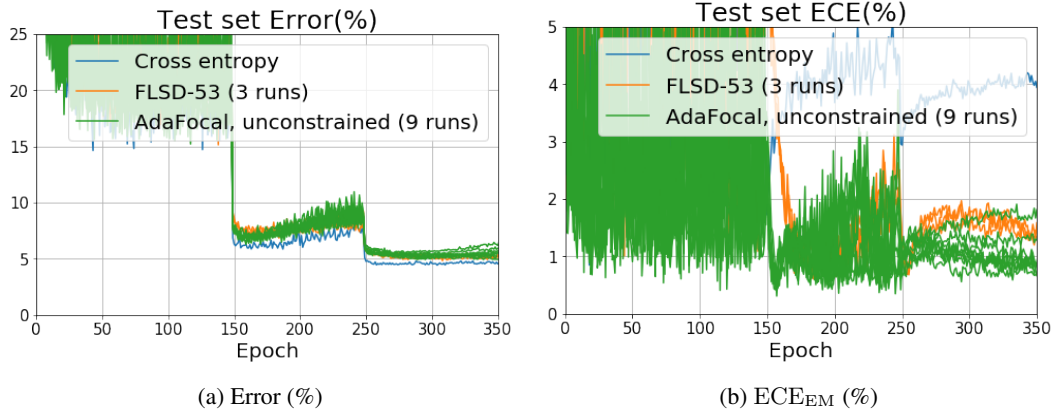 Test set Error(%)
25
20
15
10
5
0
0 50 100 150 200 250 300 350
Epoch
Cross entropy
FLSD-53 (3 runs)
AdaFocal, unconstrained (9 runs)
(a) Error (%)
Test set ECE(%)
5
4
3
2
1
0
0 50 100 150 200 250 300 350
Epoch
Cross entropy
FLSD-53 (3 runs)
AdaFocal, unconstrained (9 runs)
(b) ECE_EM (%)